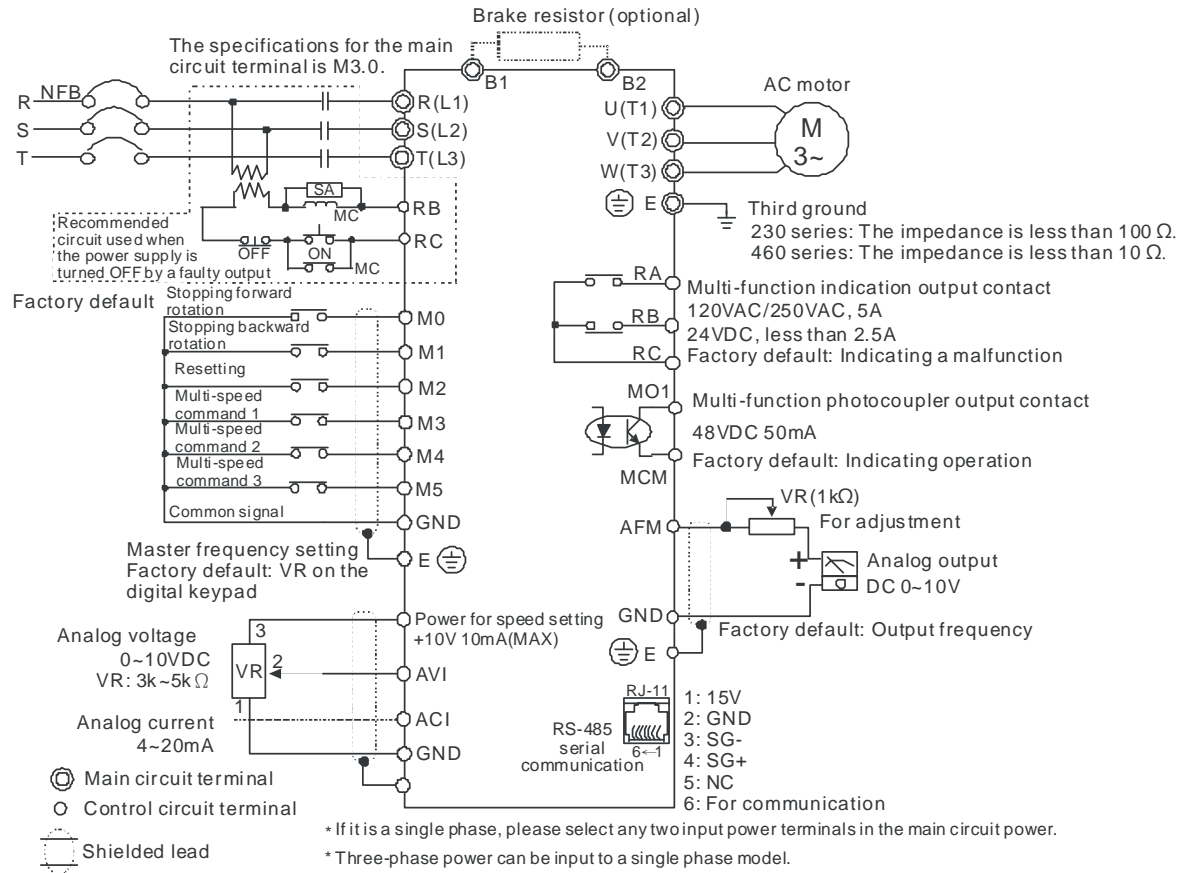 Brake resistor (optional)
The specifications for the main
circuit terminal is M3.0.
B1
B2
AC motor
R
NFB
R(L1)
U(T1)
S
S(L2)
V(T2)
M
3~
T
T(L3)
W(T3)
E
SA
MC
RB
Third ground
230 series: The impedance is less than 100 Ω.
460 series: The impedance is less than 10 Ω.
Recommended
circuit used when
the power supply is
turned OFF by a faulty output
OFF
ON
MC
RC
Factory default
Stopping forward
rotation
M0
Stopping backward
rotation
M1
Resetting
M2
Multi-speed
command 1
M3
Multi-speed
command 2
M4
Multi-speed
command 3
M5
Common signal
GND
E
RA
Multi-function indication output contact
120VAC/250VAC, 5A
RB
24VDC, less than 2.5A
RC
Factory default: Indicating a malfunction
MO1
Multi-function photocoupler output contact
48VDC 50mA
MCM
Factory default: Indicating operation
VR(1kΩ)
AFM
For adjustment
+
Analog output
-
DC 0~10V
GND
Factory default: Output frequency
E
Master frequency setting
Factory default: VR on the
digital keypad
Power for speed setting
+10V 10mA(MAX)
Analog voltage
0~10VDC
VR: 3k~5kΩ
3
VR
2
1
AVI
Analog current
4~20mA
ACI
GND
RJ-11
6←1
RS-485
serial
communication
1: 15V
2: GND
3: SG-
4: SG+
5: NC
6: For communication
Main circuit terminal
Control circuit terminal
Shielded lead
* If it is a single phase, please select any two input power terminals in the main circuit power.
* Three-phase power can be input to a single phase model.